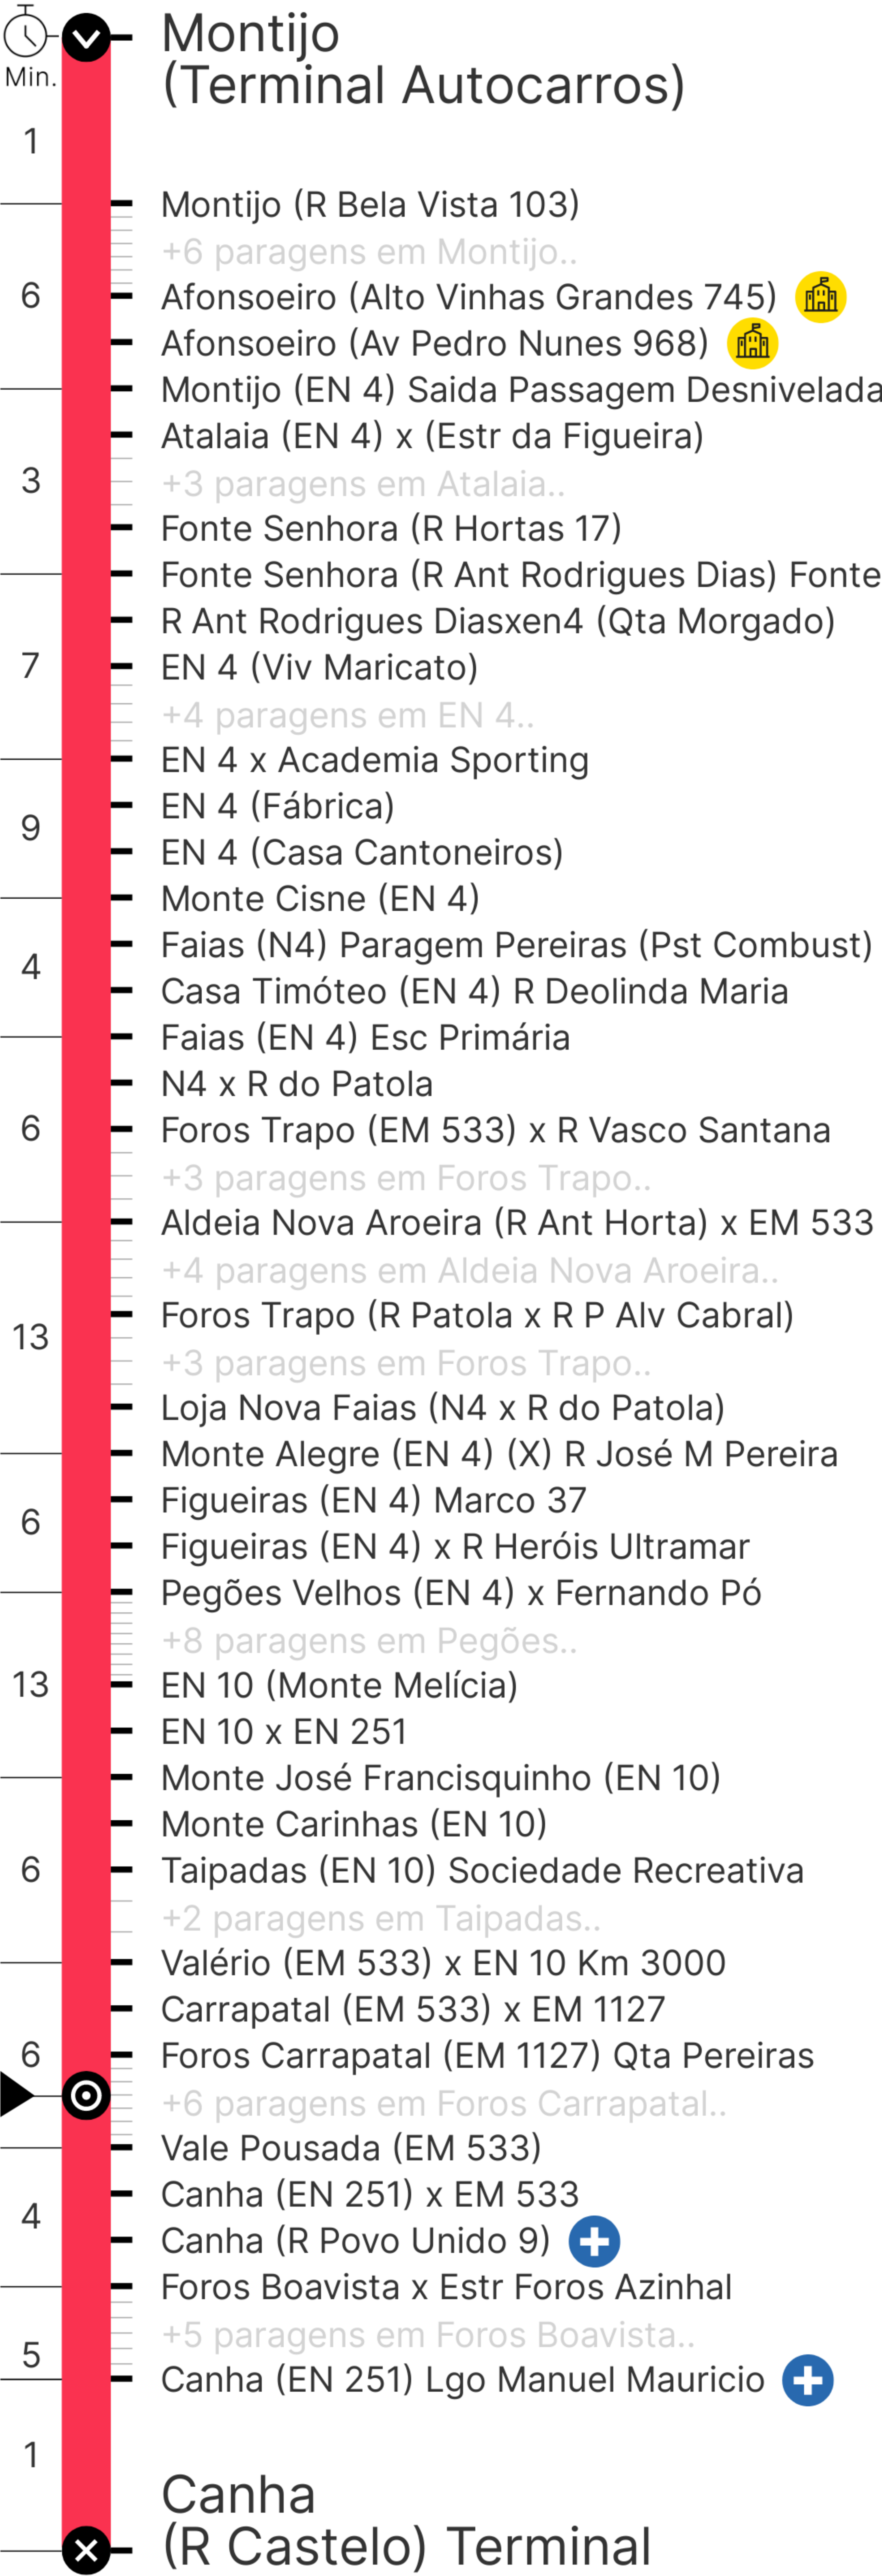 Montijo
(Terminal Autocarros)
Min.
1
Montijo (R Bela Vista 103)
+6 paragens em Montijo..
6
Afonsoeiro (Alto Vinhas Grandes 745)
Afonsoeiro (Av Pedro Nunes 968)
Montijo (EN 4) Saida Passagem Desnivelada
Atalaia (EN 4) x (Estr da Figueira)
3
+3 paragens em Atalaia..
Fonte Senhora (R Hortas 17)
Fonte Senhora (R Ant Rodrigues Dias) Fonte
R Ant Rodrigues Diasxen4 (Qta Morgado)
7
EN 4 (Viv Maricato)
+4 paragens em EN 4..
EN 4 x Academia Sporting
EN 4 (Fábrica)
9
EN 4 (Casa Cantoneiros)
Monte Cisne (EN 4)
Faias (N4) Paragem Pereiras (Pst Combust)
4
Casa Timóteo (EN 4) R Deolinda Maria
Faias (EN 4) Esc Primária
N4 x R do Patola
6
Foros Trapo (EM 533) x R Vasco Santana
+3 paragens em Foros Trapo..
Aldeia Nova Aroeira (R Ant Horta) x EM 533
+4 paragens em Aldeia Nova Aroeira..
Foros Trapo (R Patola x R P Alv Cabral)
13
+3 paragens em Foros Trapo..
Loja Nova Faias (N4 x R do Patola)
Monte Alegre (EN 4) (X) R José M Pereira
Figueiras (EN 4) Marco 37
6
Figueiras (EN 4) x R Heróis Ultramar
Pegões Velhos (EN 4) x Fernando Pó
+8 paragens em Pegões..
13
EN 10 (Monte Melícia)
EN 10 x EN 251
Monte José Francisquinho (EN 10)
Monte Carinhas (EN 10)
6
Taipadas (EN 10) Sociedade Recreativa
+2 paragens em Taipadas..
Valério (EM 533) x EN 10 Km 3000
Carrapatal (EM 533) x EM 1127
6
Foros Carrapatal (EM 1127) Qta Pereiras
+6 paragens em Foros Carrapatal..
Vale Pousada (EM 533)
Canha (EN 251) x EM 533
4
Canha (R Povo Unido 9)
Foros Boavista x Estr Foros Azinhal
+5 paragens em Foros Boavista..
5
Canha (EN 251) Lgo Manuel Mauricio
1
Canha
(R Castelo) Terminal